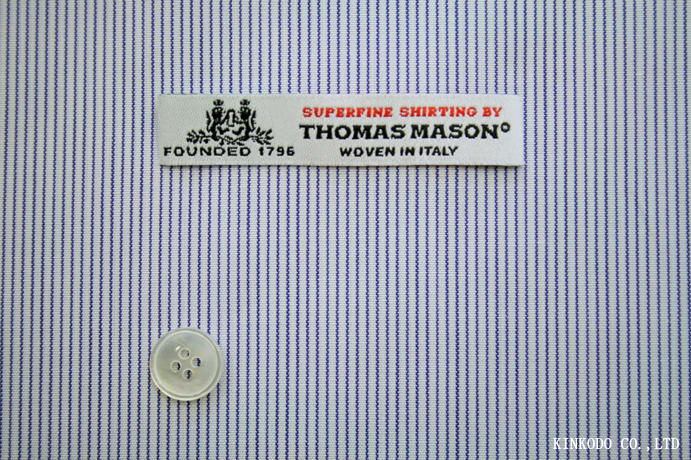 SUPERFINE SHIRTING BY
THOMAS MASON°
FOUNDED 1796
WOVEN IN ITALY
KINKODO CO.,LTD